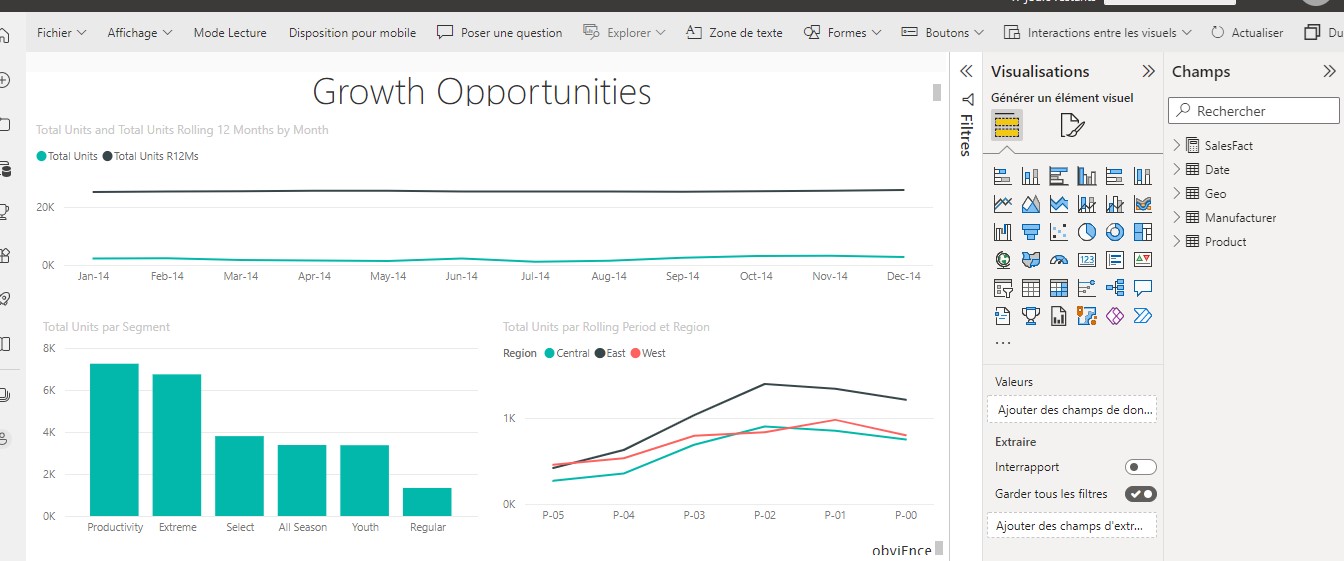 Fichier Affichage Mode Lecture Disposition pour mobile Poser une question Explorer Zone de texte Formes Boutons Interactions entre les visuels Actualiser Du
Growth Opportunities
Total Units and Total Units Rolling 12 Months by Month
Total Units Total Units R12Ms
20K
0K
Jan-14 Feb-14 Mar-14 Apr-14 May-14 Jun-14 Jul-14 Aug-14 Sep-14 Oct-14 Nov-14 Dec-14
Total Units par Segment
8K
6K
4K
2K
0K
Productivity Extreme Select All Season Youth Regular
Total Units par Rolling Period et Region
Region Central East West
1K
0K
P-05 P-04 P-03 P-02 P-01 P-00
obviEnce
Filtres
Visualisations
Générer un élément visuel
123
...
Valeurs
Ajouter des champs de don...
Extraire
Interrapport
Garder tous les filtres
Ajouter des champs d'extr...
Champs
Rechercher
SalesFact
Date
Geo
Manufacturer
Product